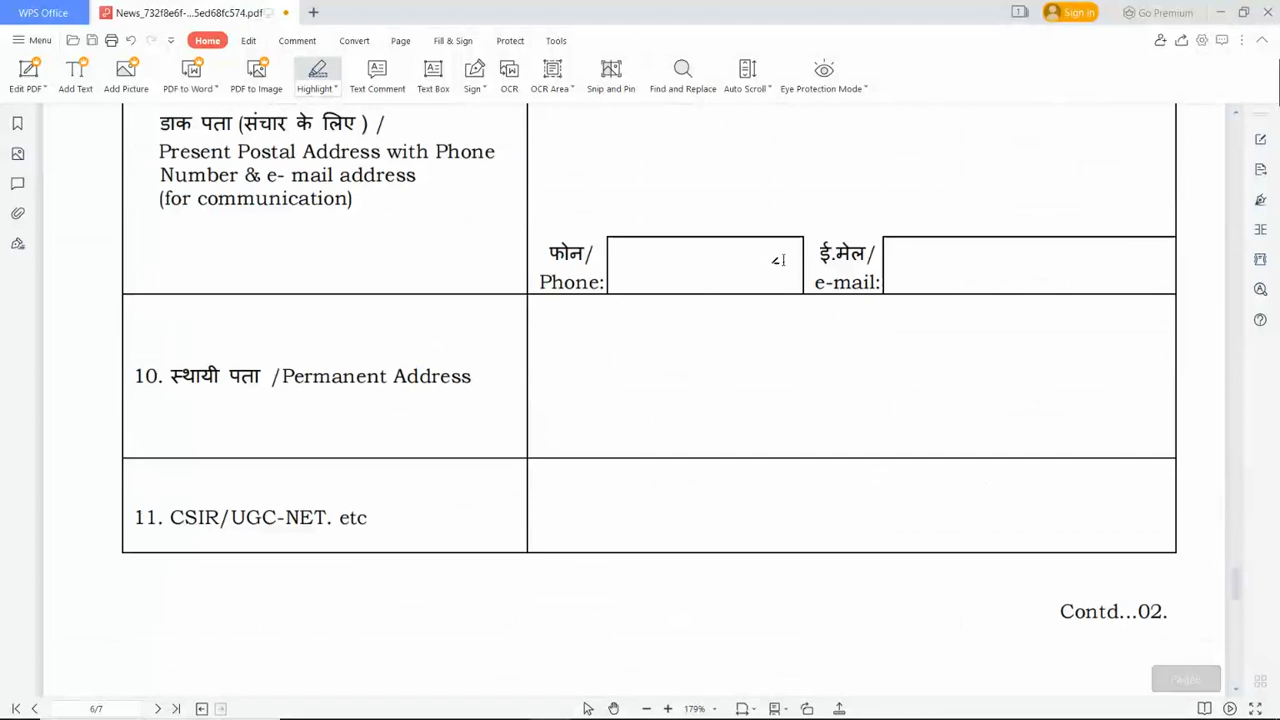 WPS Office
News_732f8e6f-...5ed68fc574.pdf
Sign in
Go Premium
Menu
Home
Edit
Comment
Convert
Page
Fill & Sign
Protect
Tools
Edit PDF
Add Text
Add Picture
PDF to Word
PDF to Image
Highlight
Text Comment
Text Box
Sign
OCR
OCR Area
Snip and Pin
Find and Replace
Auto Scroll
Eye Protection Mode
डाक पता (संचार के लिए ) /
Present Postal Address with Phone
Number & e- mail address
(for communication)
फोन/
Phone:
ई.मेल/
e-mail:
10. स्थायी पता /Permanent Address
11. CSIR/UGC-NET. etc
Contd...02.
Pages
6/7
179%